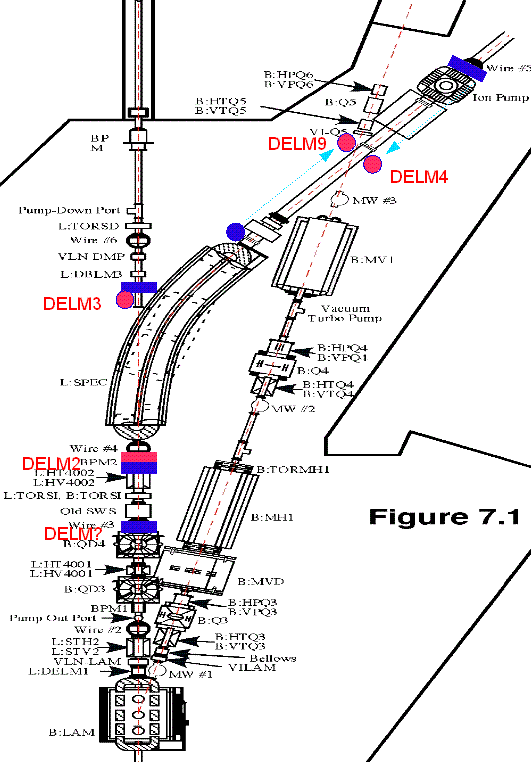 B:HPQ6
B:VPQ6
Wire #5
B:HTQ5
B:VTQ5
B:Q5
Ion Pump
BP
M
VI-Q5
DELM9
DELM4
MW #3
Pump-Down Port
L:TORSD
Wire #6
VLN DMP
L:DBLM3
B:MV1
DELM3
Vacuum
Turbo Pump
B:HPQ4
B:VPQ4
B:Q4
L:SPEC
B:HTQ4
B:VTQ4
MW #2
Wire #4
DELM2
BPM2
L:HT4002
L:HV4002
B:TORMH1
L:TORSI, B:TORSI
Old SWS
B:MH1
Figure 7.1
Wire #3
DELM?
B:QD4
L:HT4001
L:HV4001
B:MVD
B:QD3
B:HPQ3
B:VPQ3
BPM1
Pump Out Port
B:Q3
Wire #2
B:HTQ3
B:VTQ3
L:STH2
L:STV2
Bellows
VLN-LAM
VILAM
L:DELM1
MW #1
B:LAM